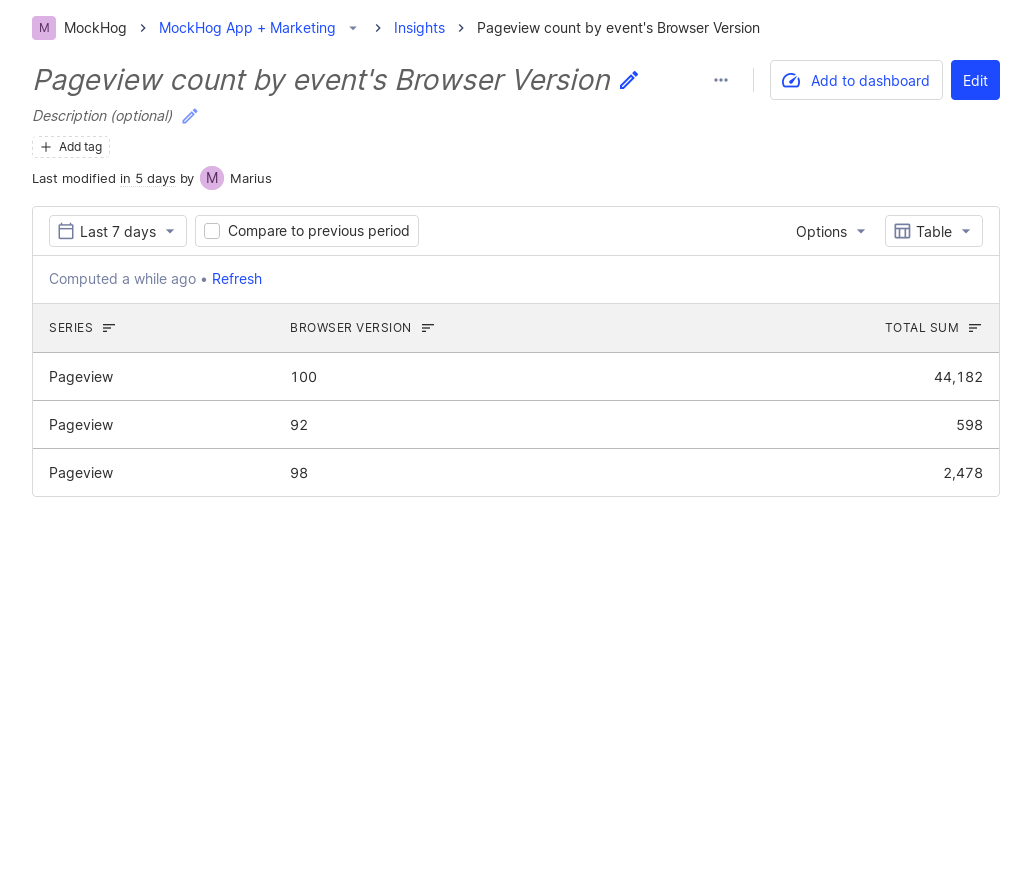 M MockHog MockHog App + Marketing Insights Pageview count by event's Browser Version
Pageview count by event's Browser Version
Add to dashboard Edit
Description (optional)
Add tag
Last modified in 5 days by M Marius
Last 7 days Compare to previous period Options Table
Computed a while ago • Refresh
SERIES BROWSER VERSION TOTAL SUM
Pageview 100 44,182
Pageview 92 598
Pageview 98 2,478